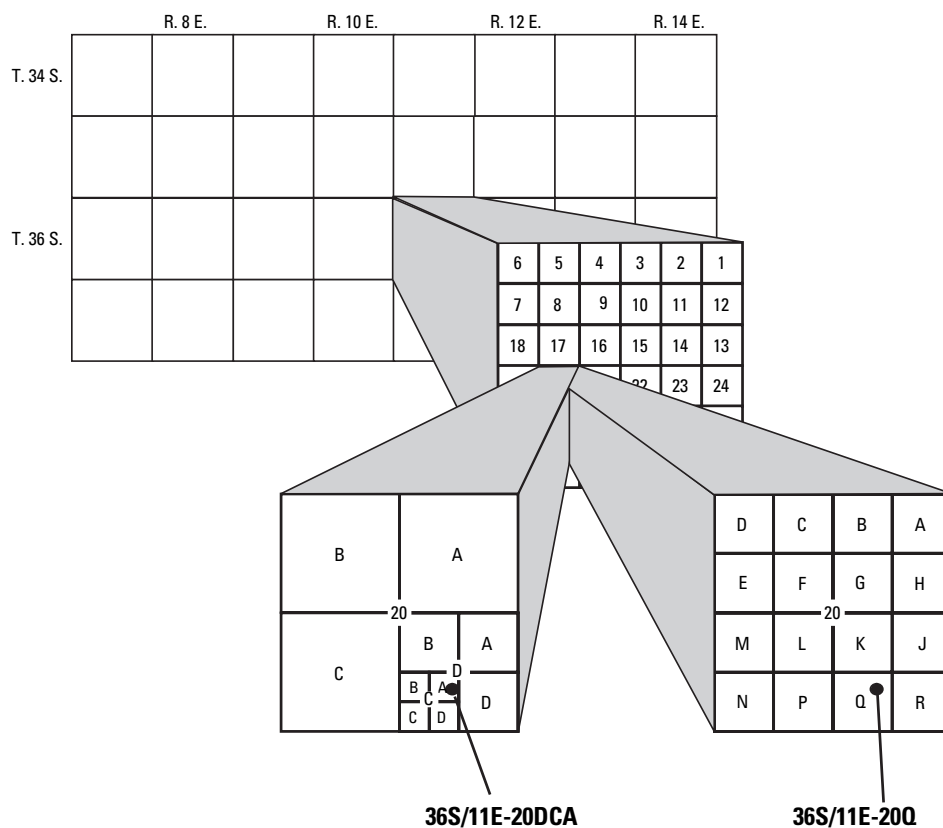 R. 8 E. R. 10 E. R. 12 E. R. 14 E.
T. 34 S.
T. 36 S.
6 5 4 3 2 1
7 8 9 10 11 12
18 17 16 15 14 13
22 23 24
B A
20
B A
C
D
B A
C
D
C D
36S/11E-20DCA
D C B A
E F G H
20
M L K J
N P Q R
36S/11E-20Q